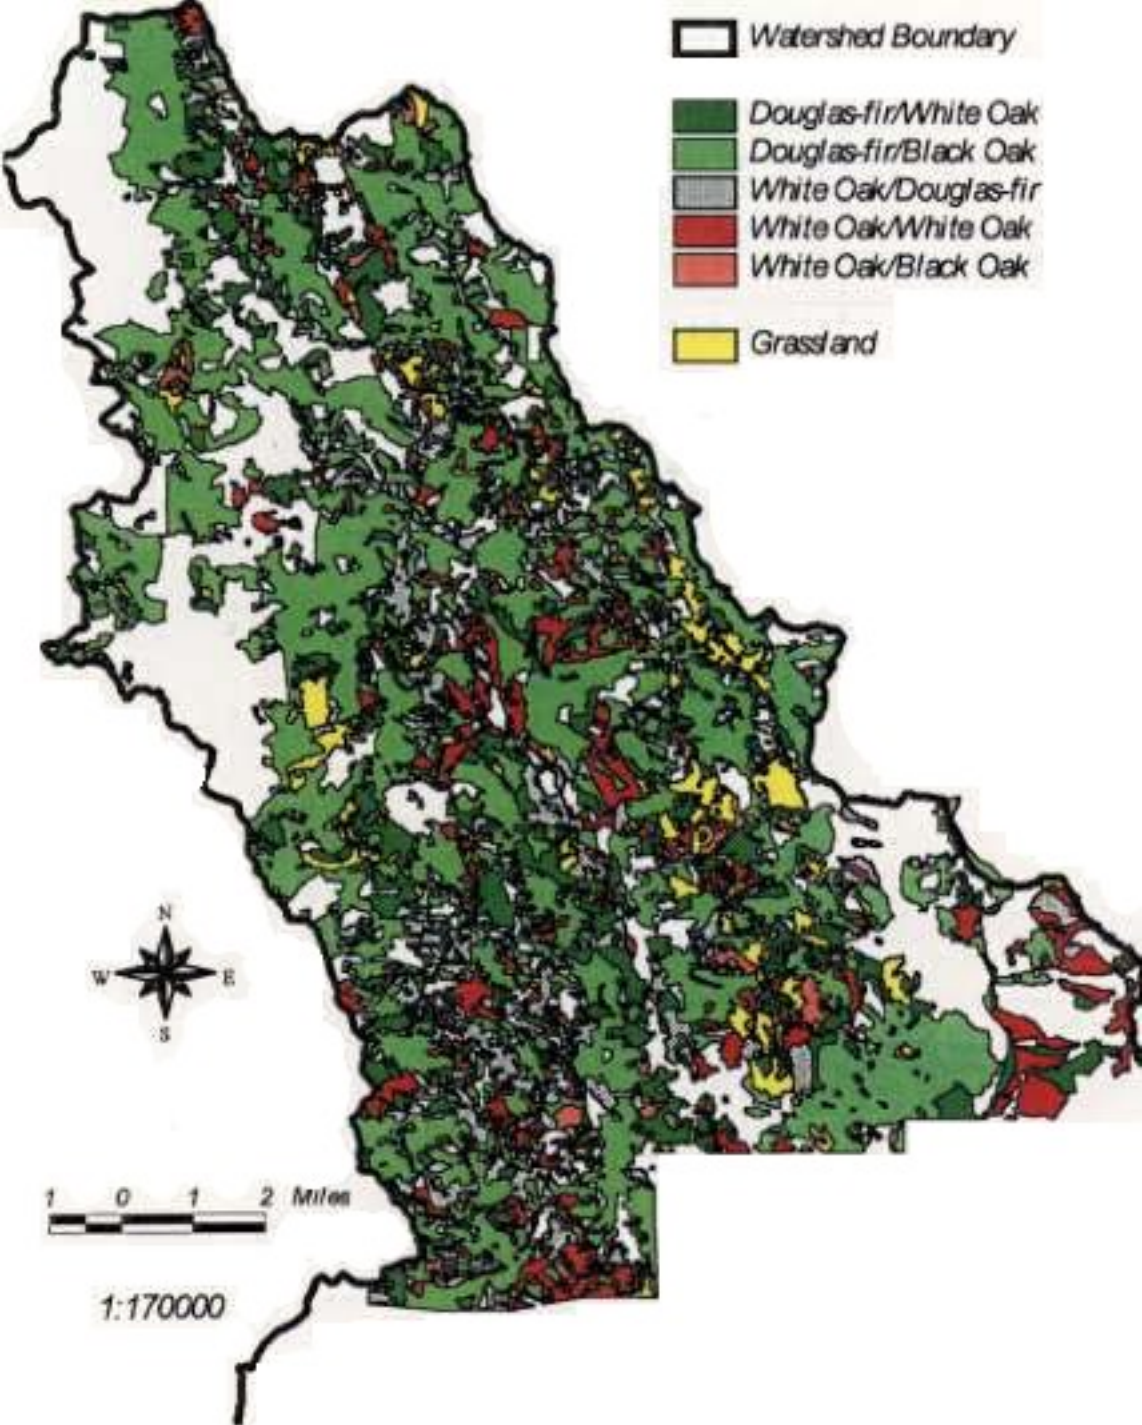 Watershed Boundary
Douglas-fir/White Oak
Douglas-fir/Black Oak
White Oak/Douglas-fir
White Oak/White Oak
White Oak/Black Oak
Grassland
N
W E
S
1 0 1 2 Miles
1:170000